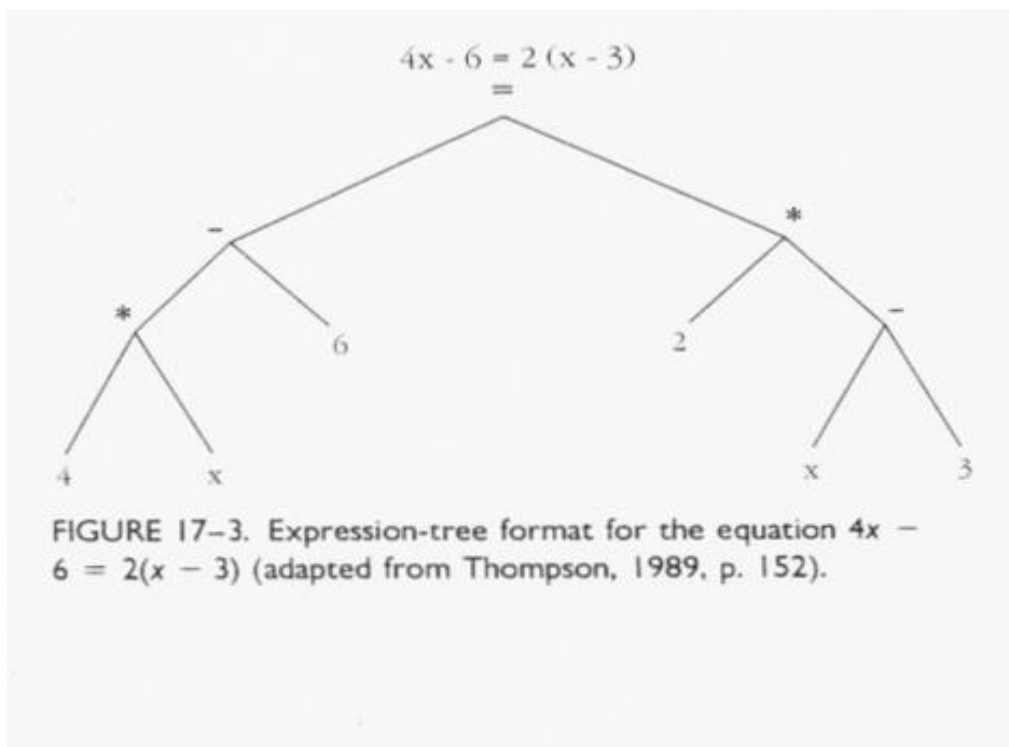 4x - 6 = 2 (x - 3)
=
- *
* 6 2 -
4 x x 3
FIGURE 17–3. Expression-tree format for the equation 4x −
6 = 2(x − 3) (adapted from Thompson, 1989, p. 152).